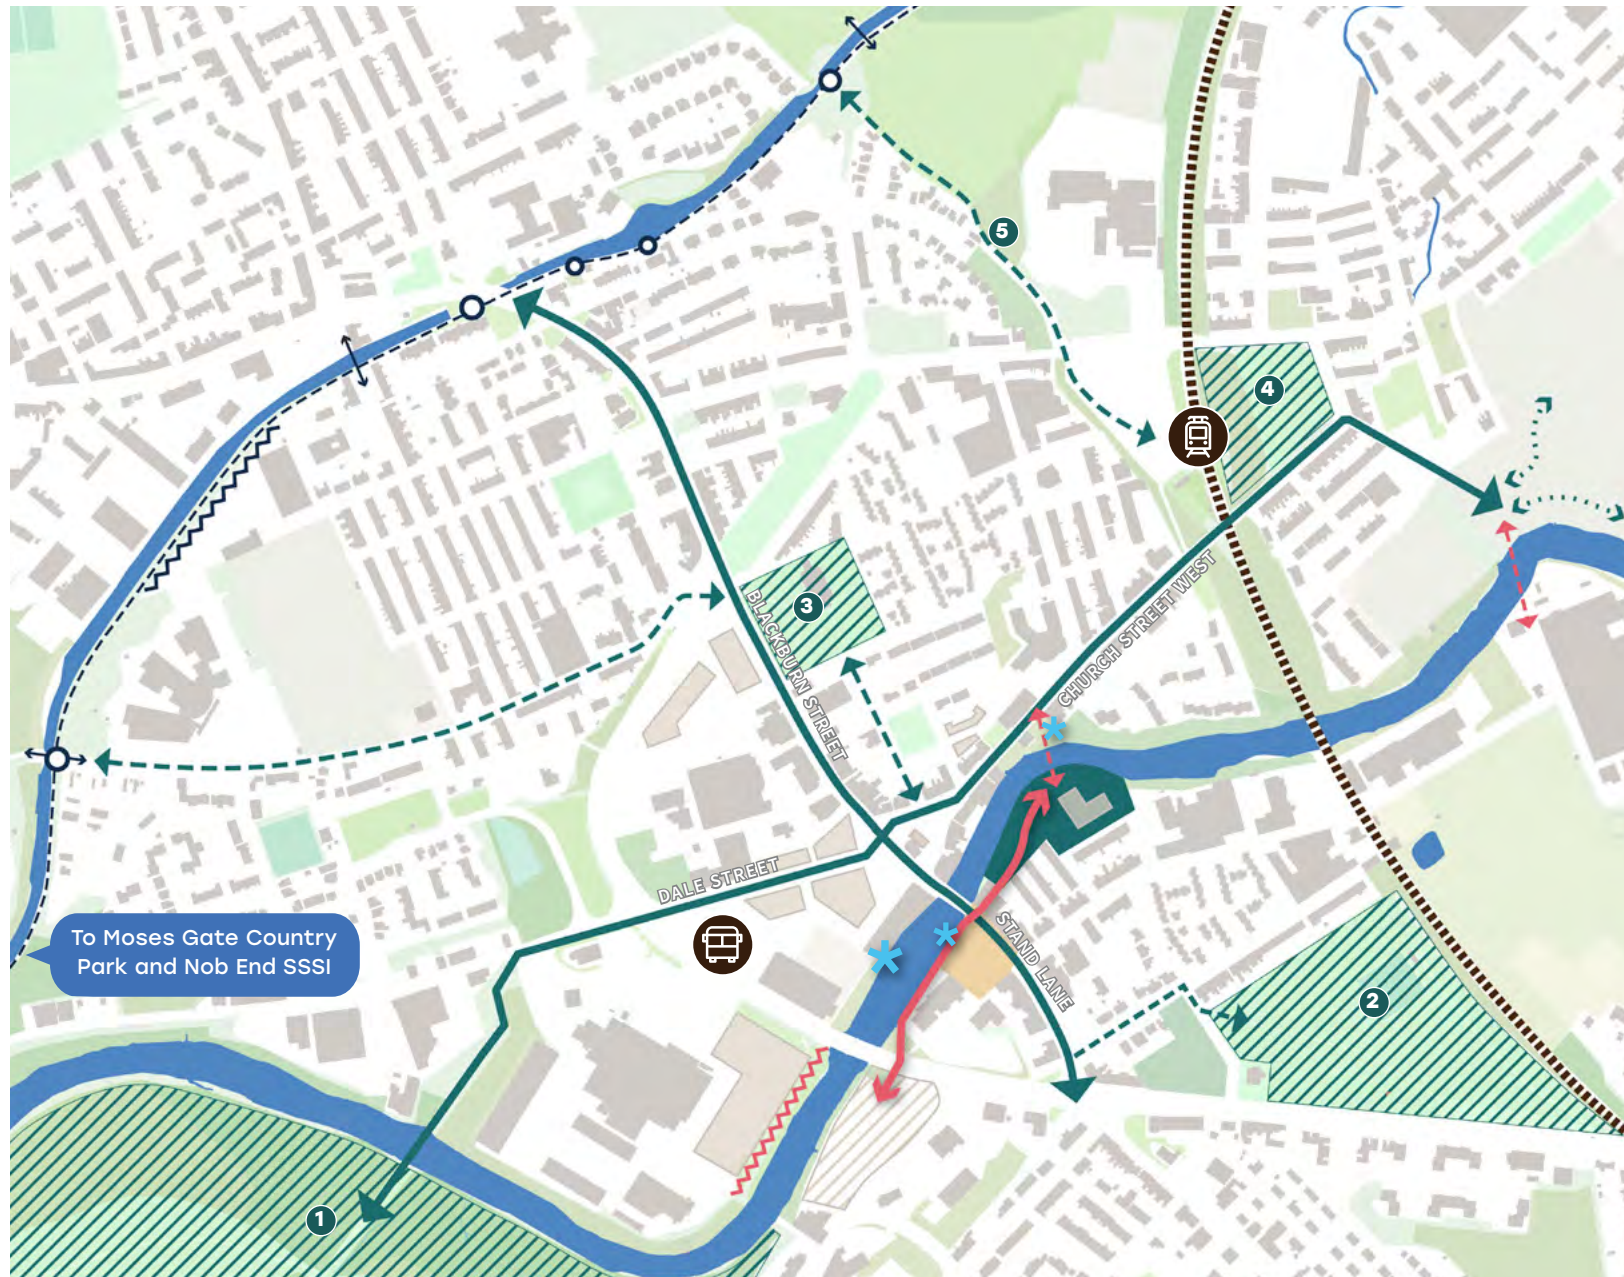 5
4
3
BLACKBURN STREET
CHURCH STREET WEST
DALE STREET
STAND LANE
To Moses Gate Country
Park and Nob End SSSI
2
1